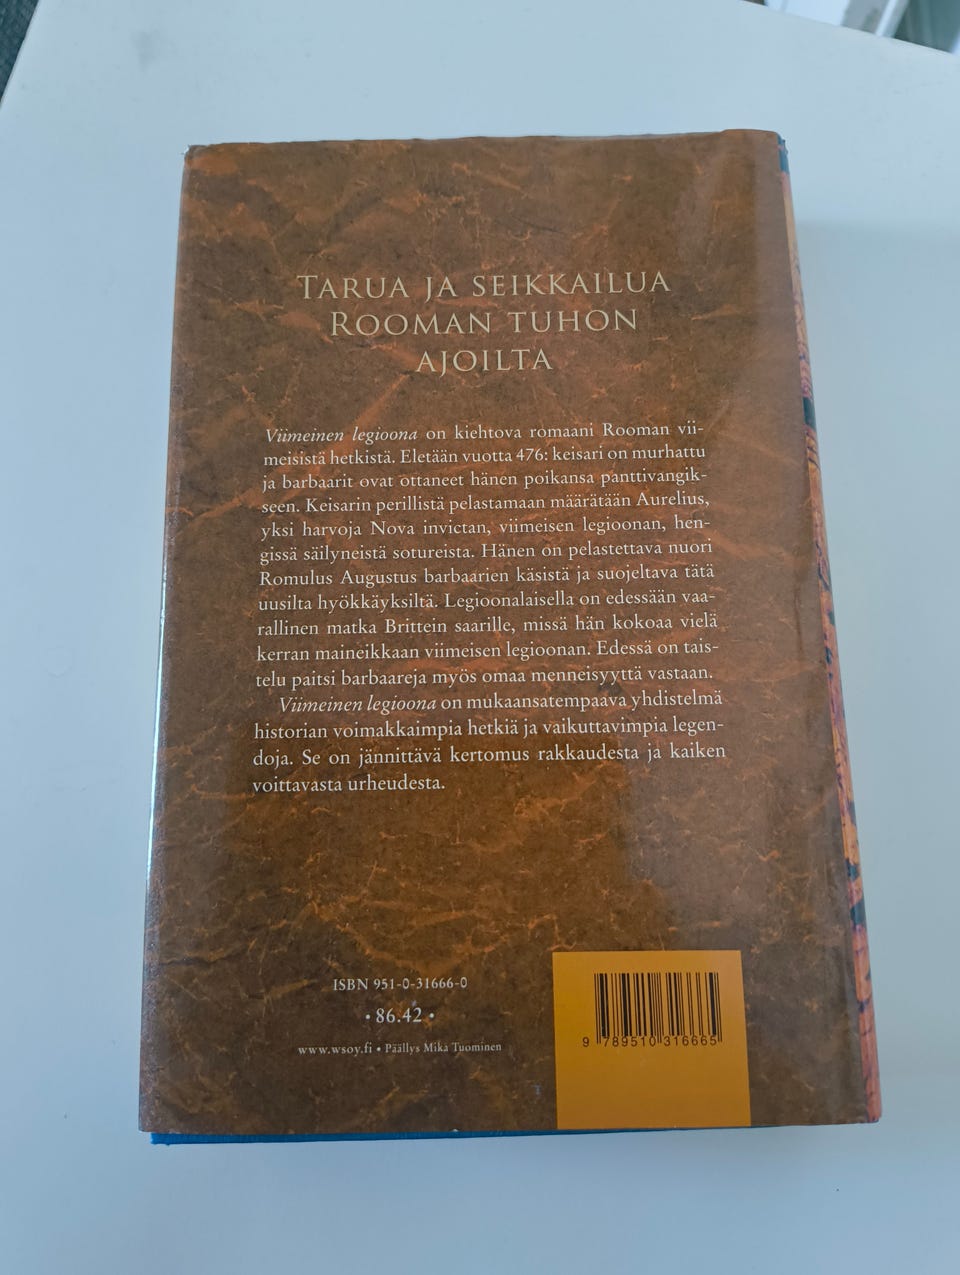 TARUA JA SEIKKAILUA
ROOMAN TUHON
AJOILTA
Viimeinen legioona on kiehtova romaani Rooman vii-
meisistä hetkistä. Eletään vuotta 476: keisari on murhattu
ja barbaarit ovat ottaneet hänen poikansa panttivangik-
seen. Keisarin perillistä pelastamaan määrätään Aurelius,
yksi harvoja Nova invictan, viimeisen legioonan, hen-
gissä säilyneistä sotureista. Hänen on pelastettava nuori
Romulus Augustus barbaarien käsistä ja suojeltava tätä
uusilta hyökkäyksiltä. Legioonalaisella on edessään vaa-
rallinen matka Brittein saarille, missä hän kokoaa vielä
kerran maineikkaan viimeisen legioonan. Edessä on tais-
telu paitsi barbaareja myös omaa menneisyyttä vastaan.
Viimeinen legioona on mukaansatempaava yhdistelmä
historian voimakkaimpia hetkiä ja vaikuttavimpia legen-
doja. Se on jännittävä kertomus rakkaudesta ja kaiken
voittavasta urheudesta.
ISBN 951-0-31666-0
• 86.42 •
www.wsoy.fi • Päällys Mika Tuominen
9 789510 316665